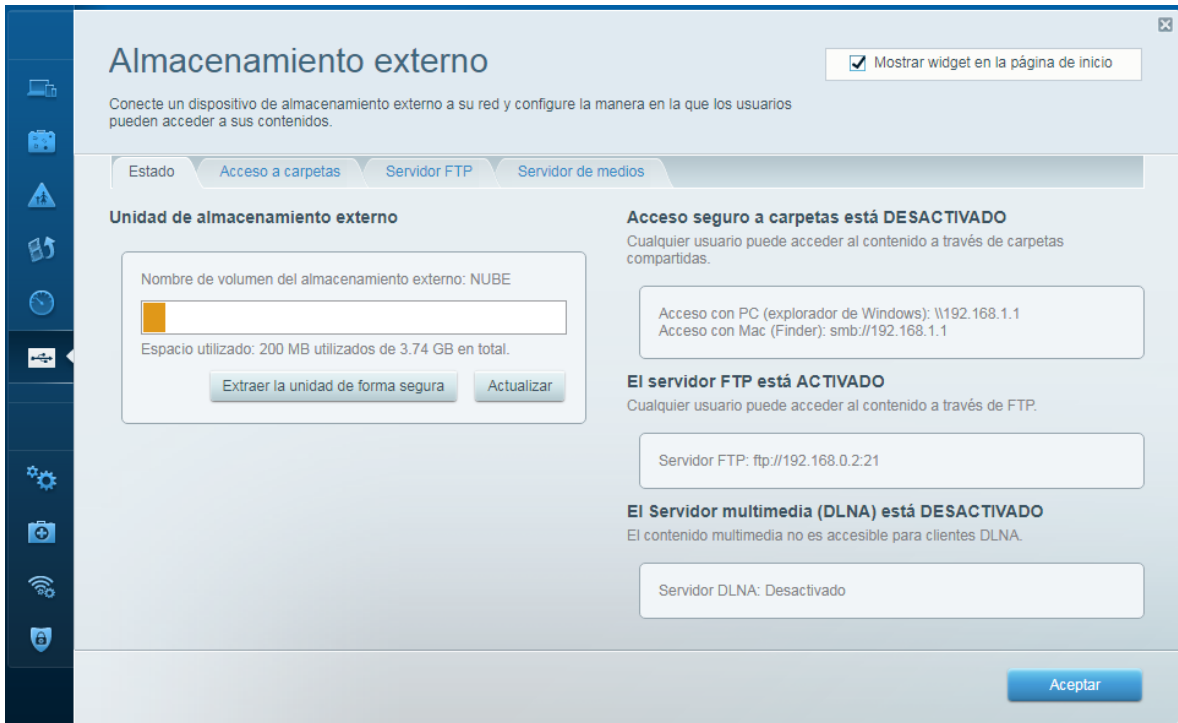 Almacenamiento externo
Mostrar widget en la página de inicio
Conecte un dispositivo de almacenamiento externo a su red y configure la manera en la que los usuarios
pueden acceder a sus contenidos.
Estado
Acceso a carpetas
Servidor FTP
Servidor de medios
Unidad de almacenamiento externo
Nombre de volumen del almacenamiento externo: NUBE
Espacio utilizado: 200 MB utilizados de 3.74 GB en total.
Extraer la unidad de forma segura
Actualizar
Acceso seguro a carpetas está DESACTIVADO
Cualquier usuario puede acceder al contenido a través de carpetas
compartidas.
Acceso con PC (explorador de Windows): \\192.168.1.1
Acceso con Mac (Finder): smb://192.168.1.1
El servidor FTP está ACTIVADO
Cualquier usuario puede acceder al contenido a través de FTP.
Servidor FTP: ftp://192.168.0.2:21
El Servidor multimedia (DLNA) está DESACTIVADO
El contenido multimedia no es accesible para clientes DLNA.
Servidor DLNA: Desactivado
Aceptar